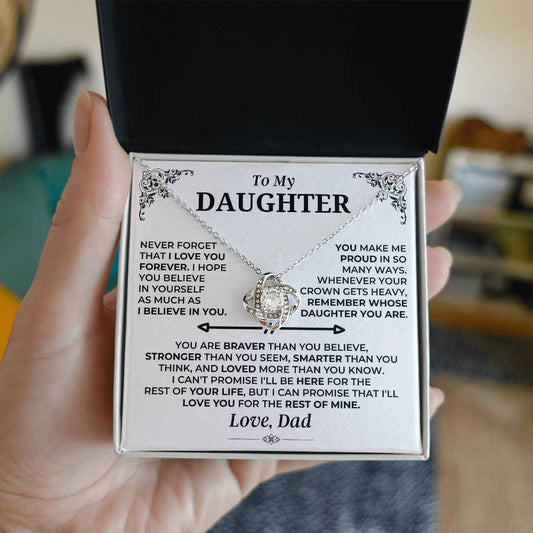 To My
DAUGHTER
NEVER FORGET
THAT I LOVE YOU
FOREVER. I HOPE
YOU BELIEVE
IN YOURSELF
AS MUCH AS
I BELIEVE IN YOU.
YOU MAKE ME
PROUD IN SO
MANY WAYS.
WHENEVER YOUR
CROWN GETS HEAVY,
REMEMBER WHOSE
DAUGHTER YOU ARE.
YOU ARE BRAVER THAN YOU BELIEVE,
STRONGER THAN YOU SEEM, SMARTER THAN YOU
THINK, AND LOVED MORE THAN YOU KNOW.
I CAN'T PROMISE I'LL BE HERE FOR THE
REST OF YOUR LIFE, BUT I CAN PROMISE THAT I'LL
LOVE YOU FOR THE REST OF MINE.
Love, Dad